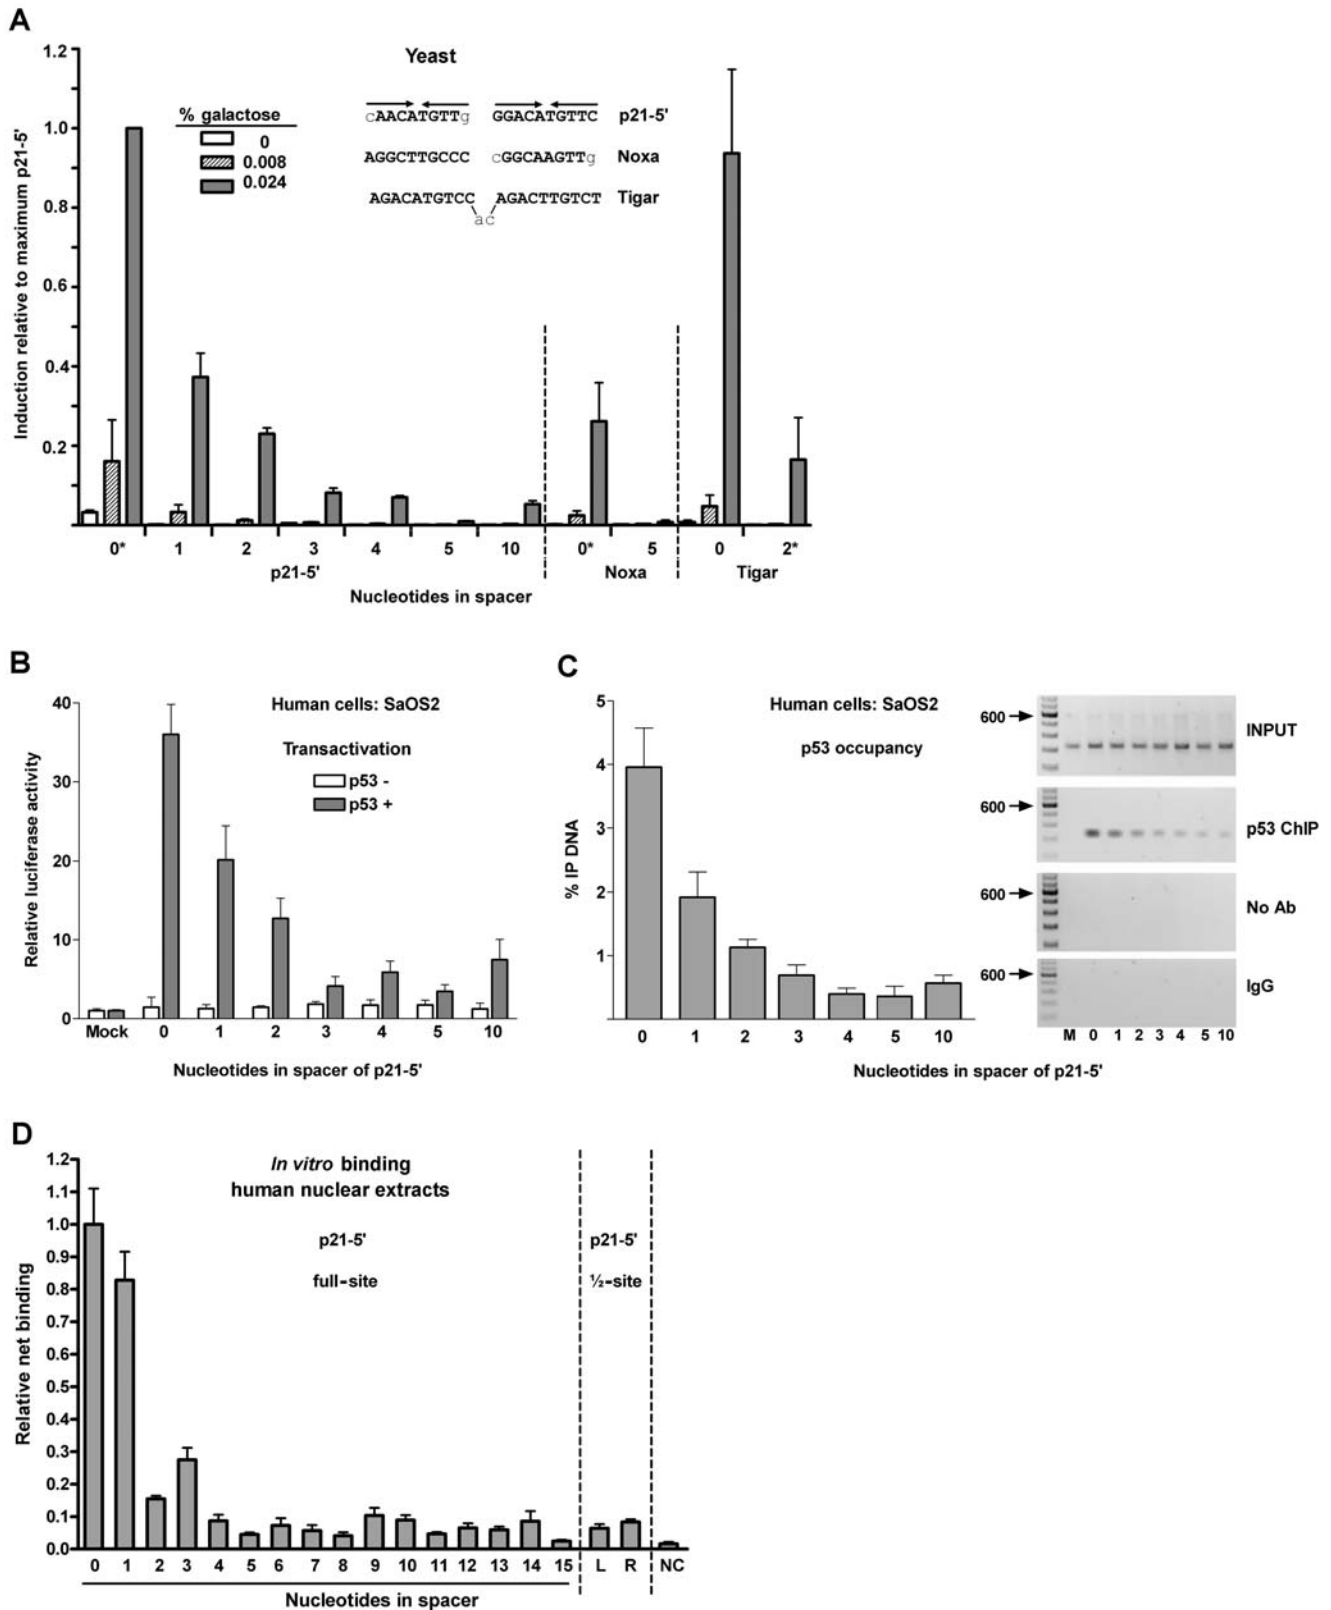 A
Yeast
% galactose
0
0.008
0.024
cAACATGTTg GGACATGTTC p21-5'
AGGCTTGCCC cGGCAAGTTg Noxa
AGACATGTCC AGACTTGTCT Tigar
ac
Induction relative to maximum p21-5'
1.2
1.0
0.8
0.6
0.4
0.2
0* 1 2 3 4 5 10 0* 5 0 2*
p21-5' Noxa Tigar
Nucleotides in spacer
B
Human cells: SaOS2
Transactivation
p53 -
p53 +
Relative luciferase activity
40
30
20
10
0
Mock 0 1 2 3 4 5 10
Nucleotides in spacer of p21-5'
C
Human cells: SaOS2
p53 occupancy
% IP DNA
5
4
3
2
1
0 1 2 3 4 5 10
600 INPUT
600 p53 ChIP
600 No Ab
600 IgG
M 0 1 2 3 4 5 10
Nucleotides in spacer of p21-5'
D
In vitro binding
human nuclear extracts
p21-5' p21-5'
full-site ½-site
Relative net binding
1.2
1.1
1.0
0.9
0.8
0.7
0.6
0.5
0.4
0.3
0.2
0.1
0.0
0 1 2 3 4 5 6 7 8 9 10 11 12 13 14 15 L R NC
Nucleotides in spacer